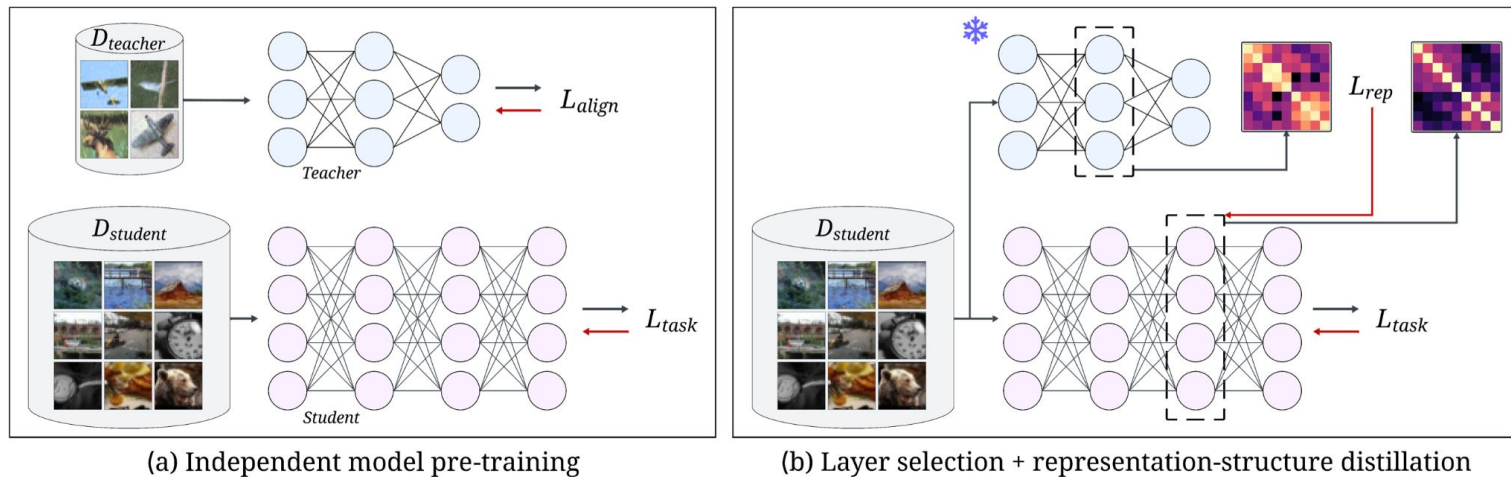 D_teacher
L_align
Teacher
D_student
L_task
Student
(a) Independent model pre-training
L_rep
D_student
L_task
(b) Layer selection + representation-structure distillation